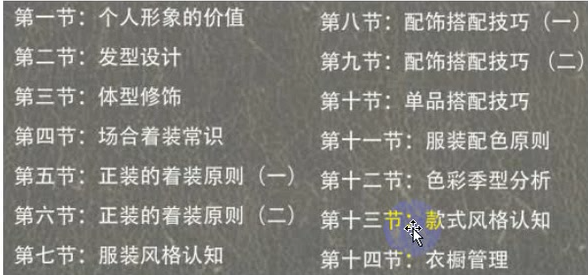 第一节：个人形象的价值
第二节：发型设计
第三节：体型修饰
第四节：场合着装常识
第五节：正装的着装原则（一）
第六节：正装的着装原则（二）
第七节：服装风格认知
第八节：配饰搭配技巧（一）
第九节：配饰搭配技巧（二）
第十节：单品搭配技巧
第十一节：服装配色原则
第十二节：色彩季型分析
第十三节：款式风格认知
第十四节：衣橱管理